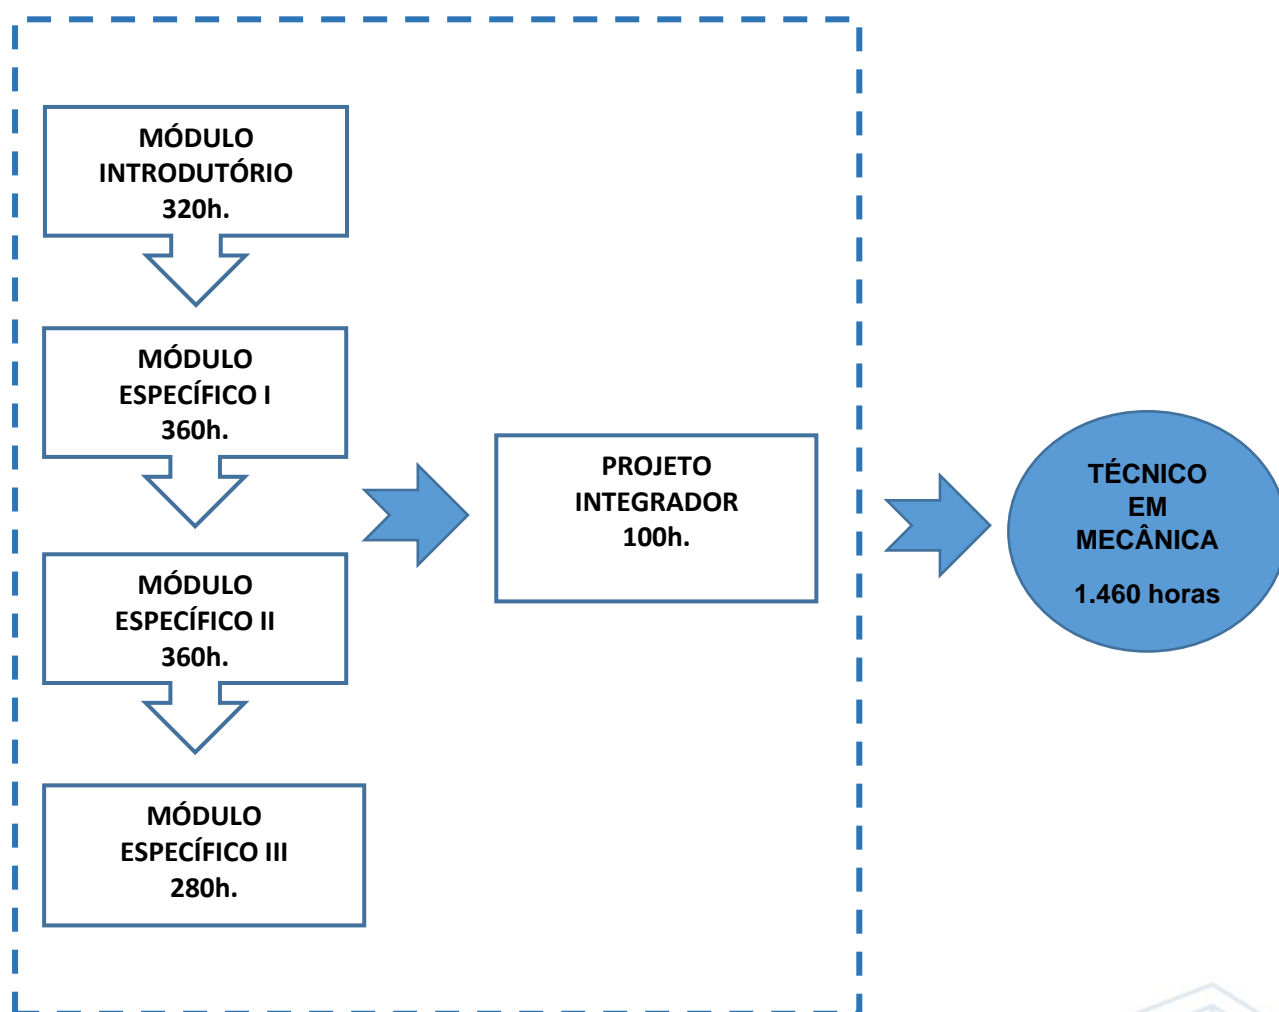 MÓDULO
INTRODUTÓRIO
320h.
MÓDULO
ESPECÍFICO I
360h.
MÓDULO
ESPECÍFICO II
360h.
MÓDULO
ESPECÍFICO III
280h.
PROJETO
INTEGRADOR
100h.
TÉCNICO
EM
MECÂNICA
1.460 horas